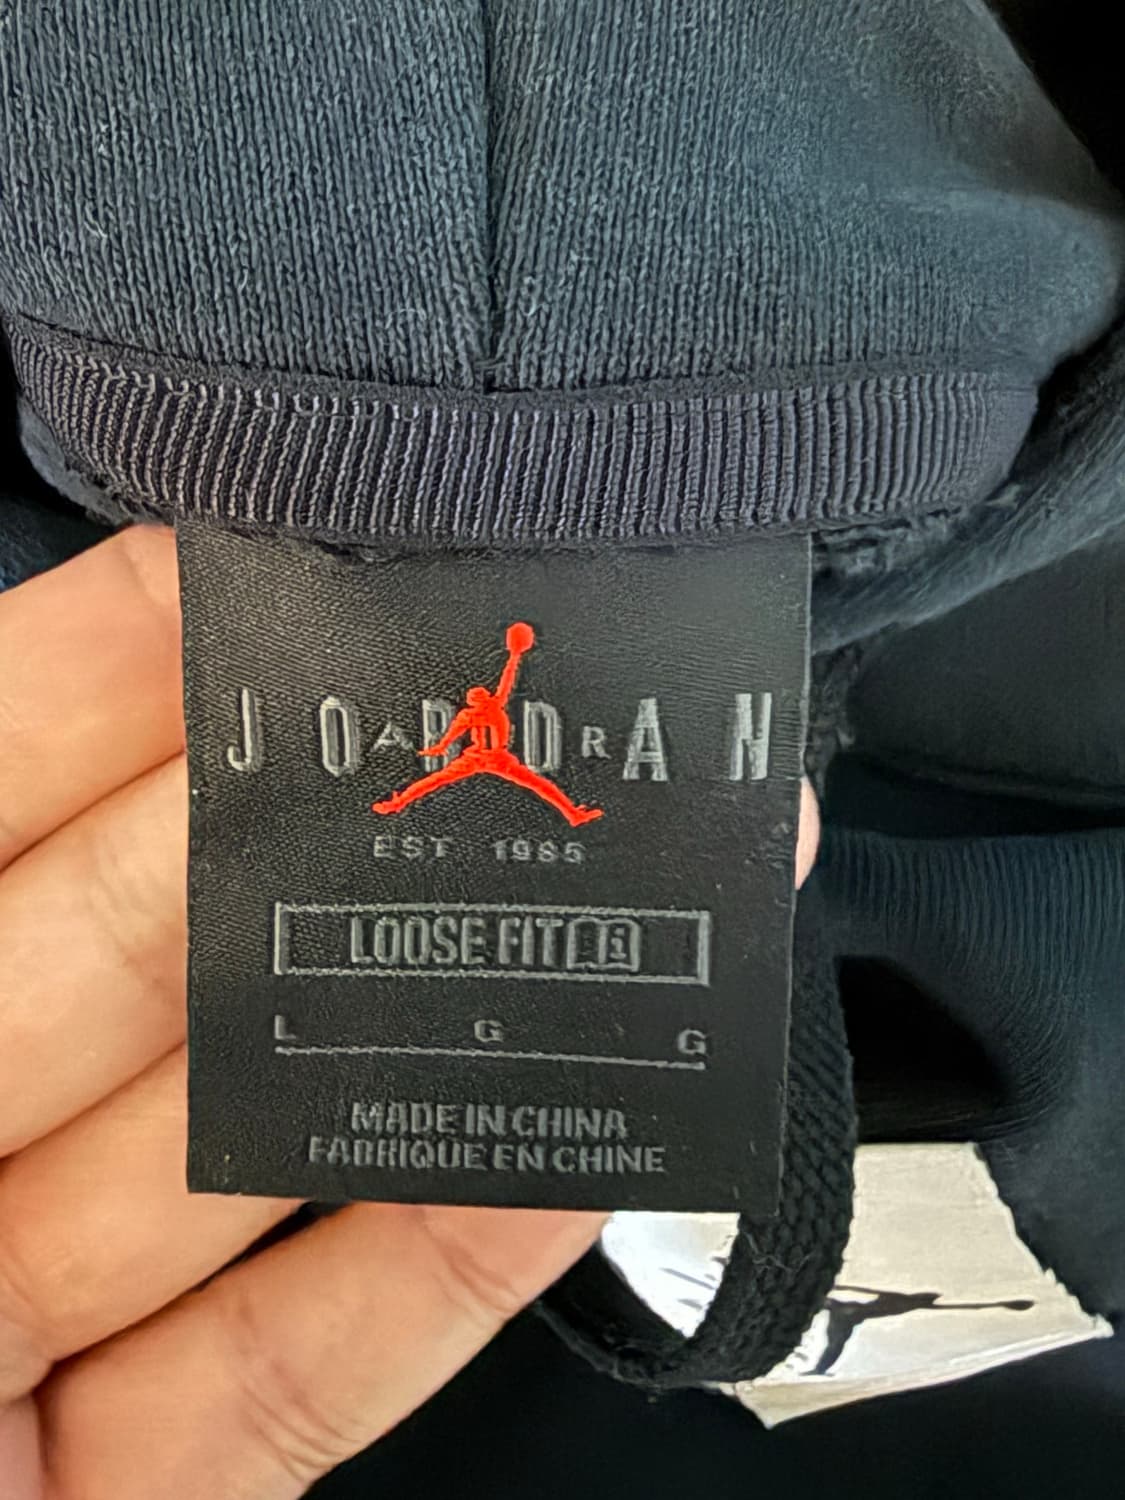 JORDAN
AIR
EST 1985
LOOSE FIT
L G G
MADE IN CHINA
FABRIQUE EN CHINE